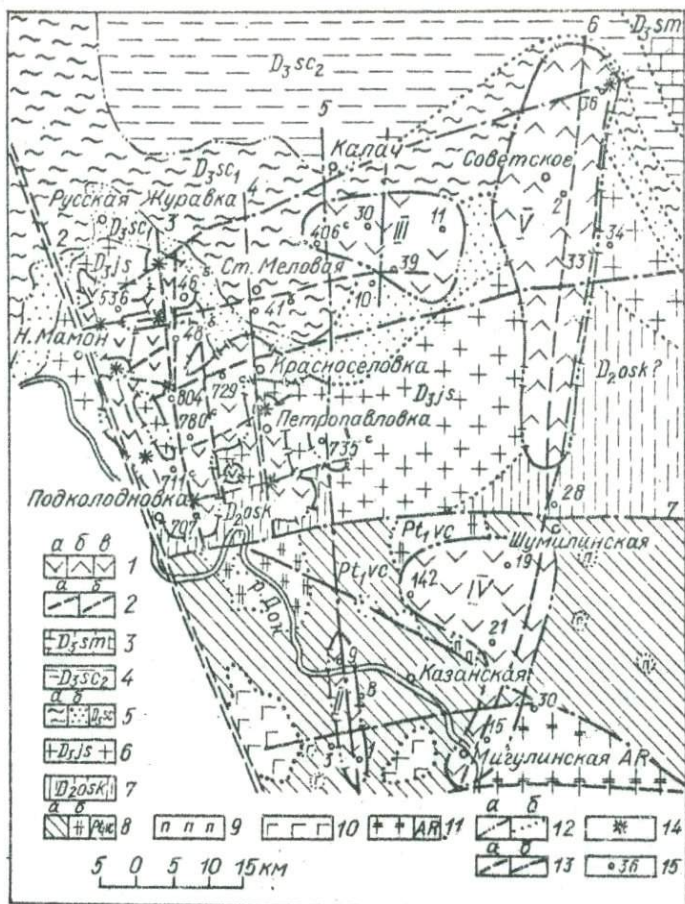 6
D₃sm
D₃sc₂
36
5
Калач
Советское
D₃sc₁
4
Русская Журавка
D₃sc₁
3
2
406
30
III
11
V
2
34
D₃js
Ст. Меловая
39
536
46
41
10
33
Н. Мамон
48
Красноселовка
D₂osk?
729
D₃js
804
Петропавловка
780
735
711
28
Подколодновка
7
707
D₂osk
Pt₁vc
Шумилинская
Pt₁vc
19
142
IV
р. Дон
21
9
Казанская
II
8
30
15
3
1
Мигулинская AR
I
а б в 1
а б 2
D₃sm 3
D₃sc₂ 4
а б D₃sc 5
D₃js 6
D₂osk 7
а б Pt₁vc 8
п п п 9
10
AR 11
а б 12
а б 13
14
36 15
5 0 5 15 км